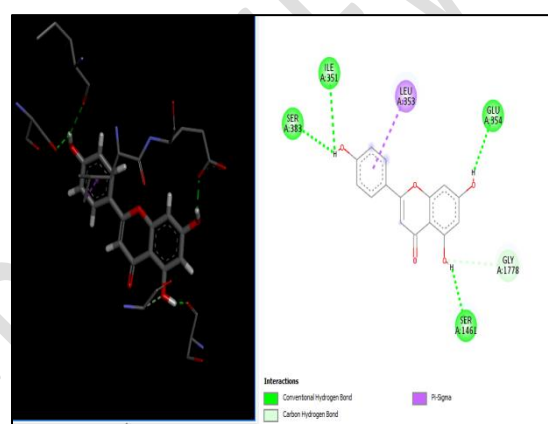 ILE
A:351
LEU
A:353
GLU
A:354
SER
A:383
H
O
O
H
O
O
O
H
GLY
A:1778
SER
A:1461
Interactions
Conventional Hydrogen Bond
Carbon Hydrogen Bond
Pi-Sigma